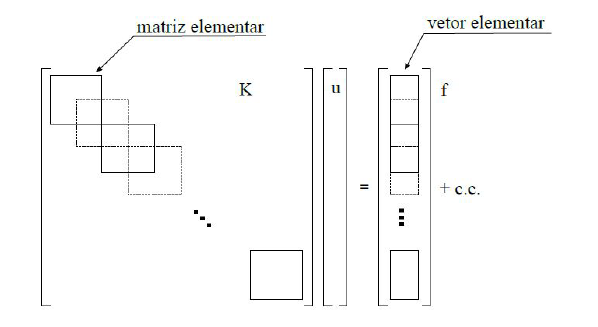 matriz elementar
vetor elementar
K
u
f
=
+ c.c.